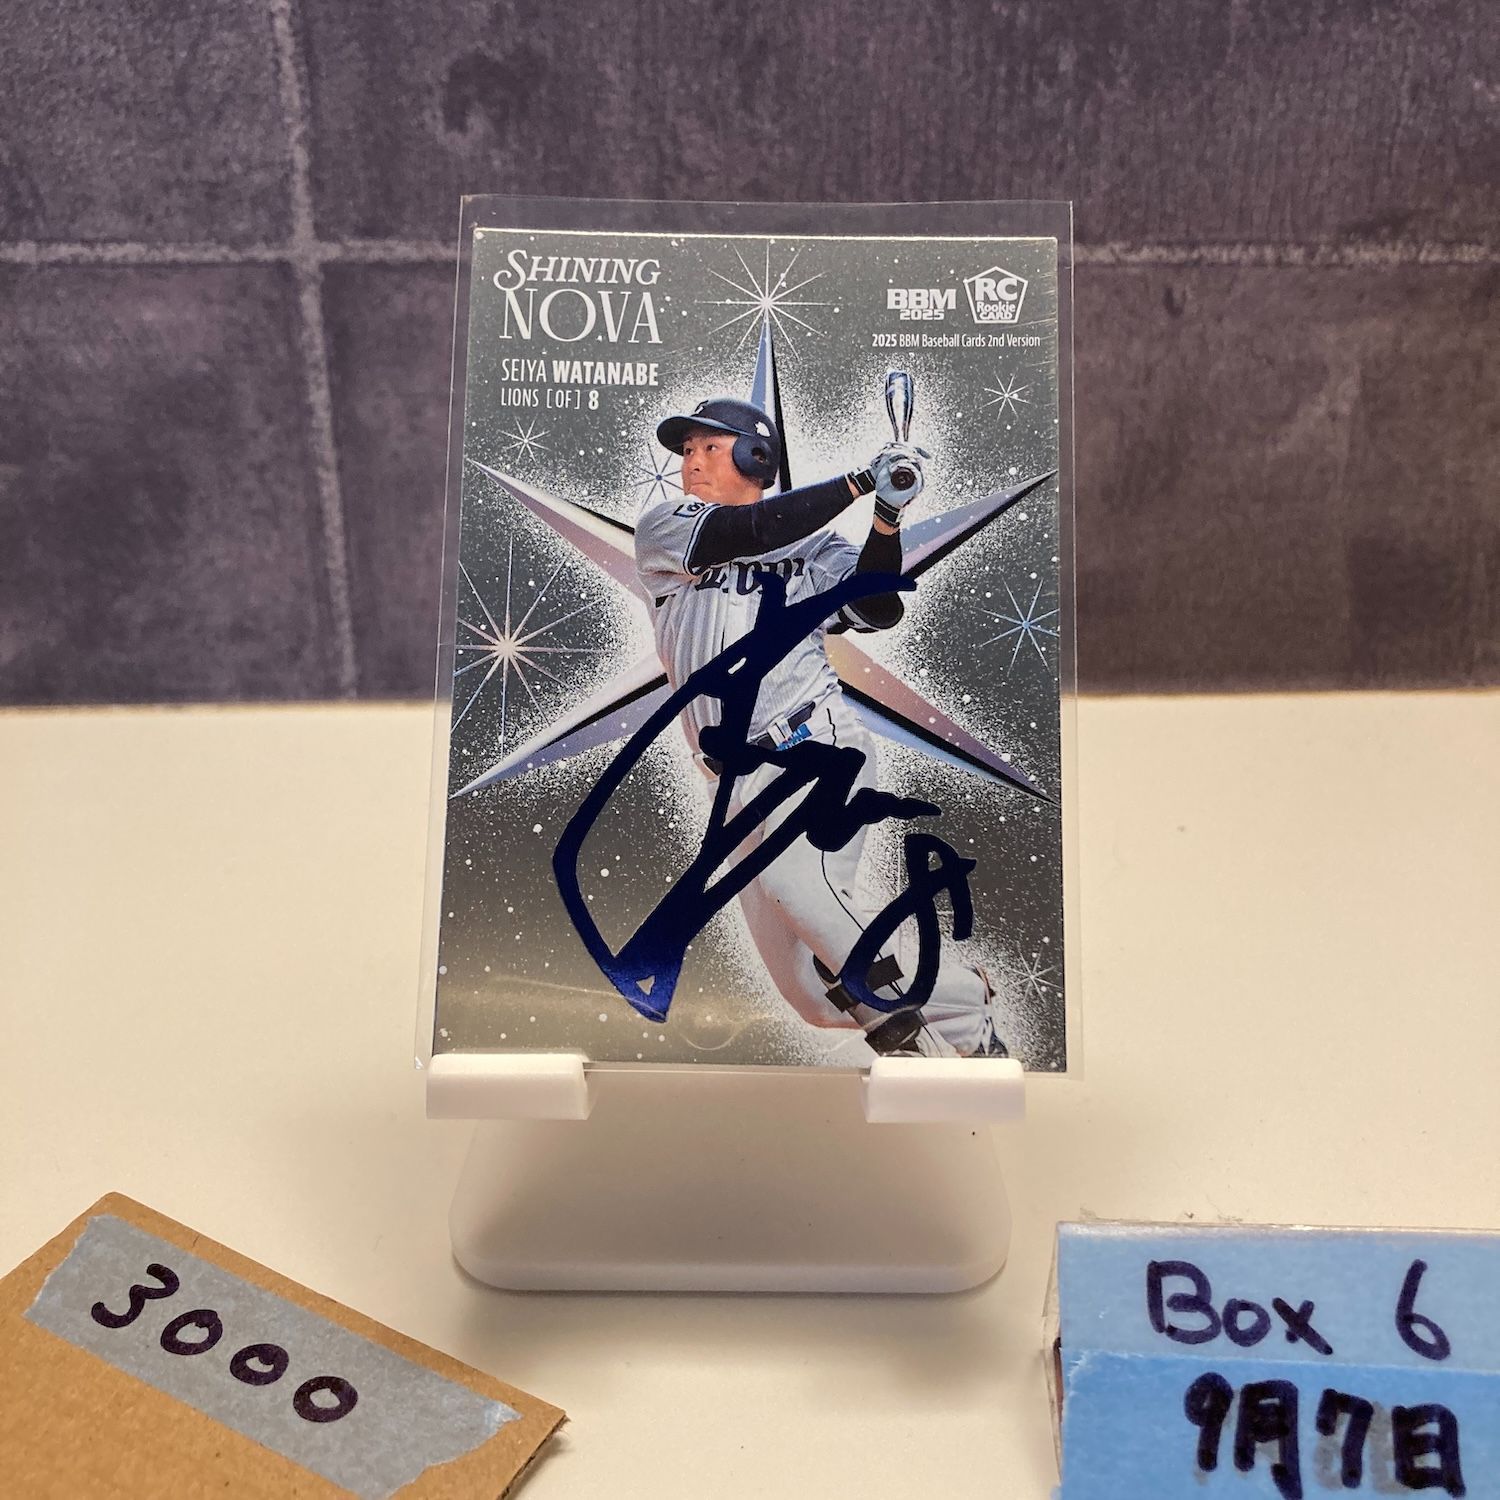 SHINING
NOVA
SEIYA WATANABE
LIONS [OF] 8
BBM
2025
RC
Rookie
CARD
2025 BBM Baseball Cards 2nd Version
8
3000
Box 6
9月7日